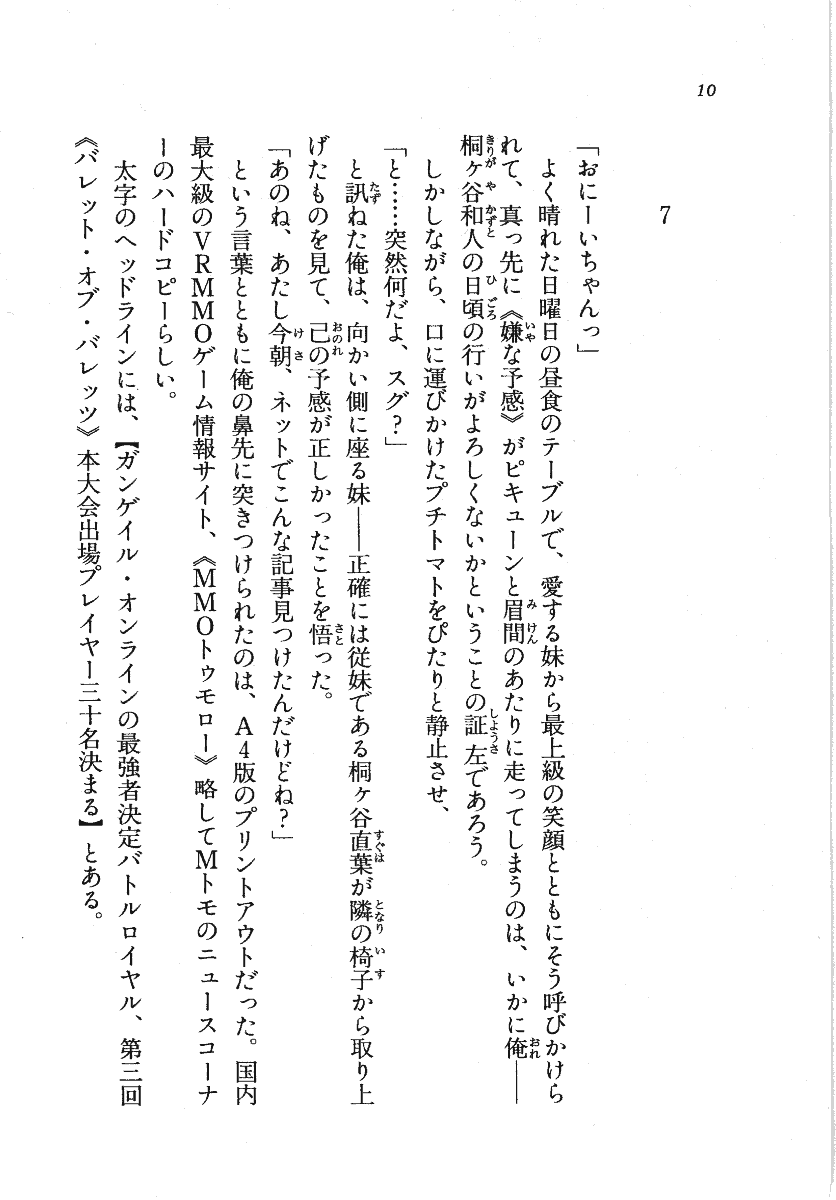 10
7
「おにーいちゃんっ」
よく晴れた日曜日の昼食のテーブルで、愛する妹から最上級の笑顔とともにそう呼びかけら
れて、真っ先に《嫌な予感》がピキューンと眉間のあたりに走ってしまうのは、いかに俺――
桐ヶ谷和人の日頃の行いがよろしくないかということの証左であろう。
しかしながら、口に運びかけたプチトマトをぴたりと静止させ、
「と……突然何だよ、スグ？」
と訊ねた俺は、向かい側に座る妹――正確には従妹である桐ヶ谷直葉が隣の椅子から取り上
げたものを見て、己の予感が正しかったことを悟った。
「あのね、あたし今朝、ネットでこんな記事見つけたんだけどね？」
という言葉とともに俺の鼻先に突きつけられたのは、A4版のプリントアウトだった。国内
最大級のVRMMOゲーム情報サイト、《MMOトゥモロー》略してMトモのニュースコーナ
ーのハードコピーらしい。
太字のヘッドラインには、【ガンゲイル・オンラインの最強者決定バトルロイヤル、第三回
《バレット・オブ・バレッツ》本大会出場プレイヤー三十名決まる】とある。